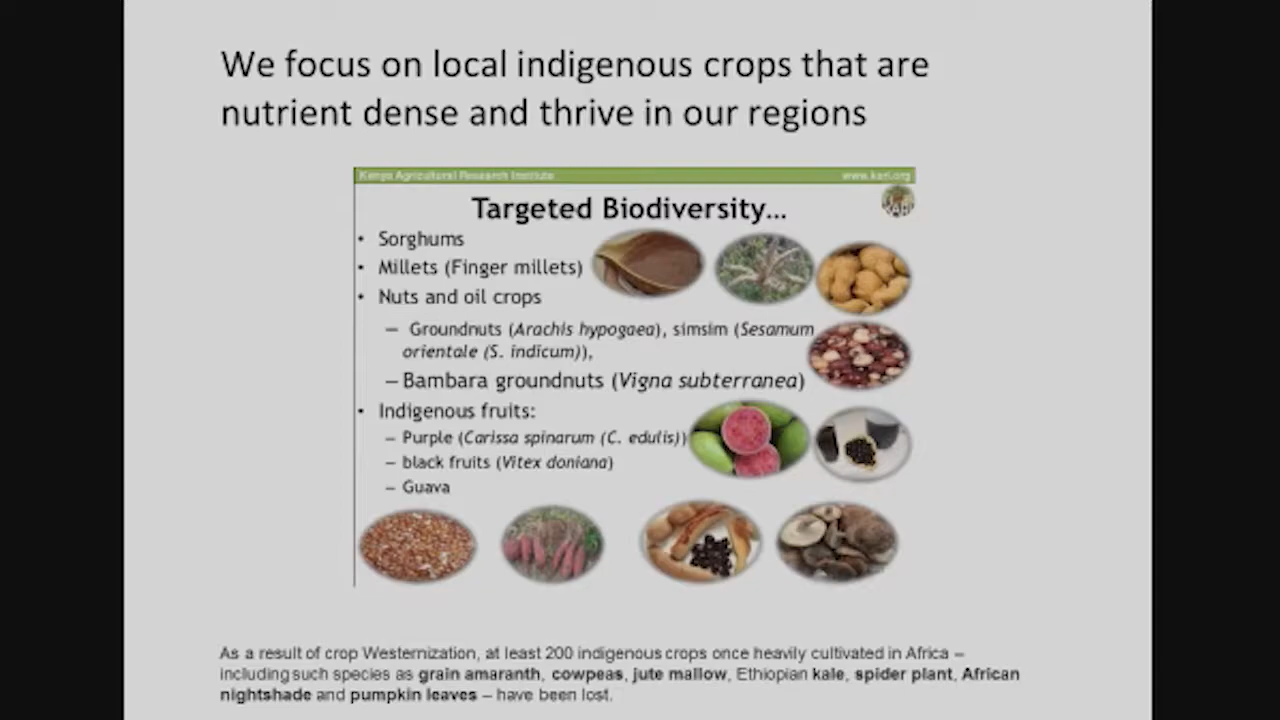 We focus on local indigenous crops that are
nutrient dense and thrive in our regions
Kenya Agricultural Research Institute www.kari.org
Targeted Biodiversity...
• Sorghums
• Millets (Finger millets)
• Nuts and oil crops
– Groundnuts (Arachis hypogaea), simsim (Sesamum
orientale (S. indicum)),
– Bambara groundnuts (Vigna subterranea)
• Indigenous fruits:
– Purple (Carissa spinarum (C. edulis))
– black fruits (Vitex doniana)
– Guava
As a result of crop Westernization, at least 200 indigenous crops once heavily cultivated in Africa –
including such species as grain amaranth, cowpeas, jute mallow, Ethiopian kale, spider plant, African
nightshade and pumpkin leaves – have been lost.